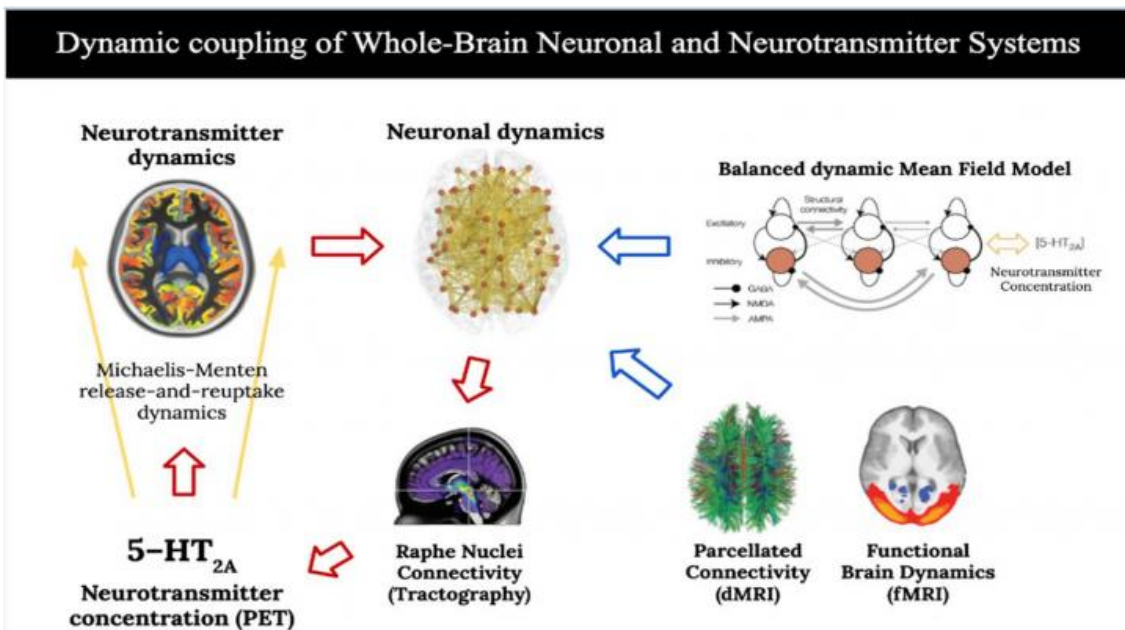 Dynamic coupling of Whole-Brain Neuronal and Neurotransmitter Systems
Neurotransmitter
dynamics
Michaelis-Menten
release-and-reuptake
dynamics
5-HT2A
Neurotransmitter
concentration (PET)
Neuronal dynamics
Raphe Nuclei
Connectivity
(Tractography)
Balanced dynamic Mean Field Model
Structural
connectivity
Excitatory
Inhibitory
GABA
NMDA
AMPA
[5-HT2A]
Neurotransmitter
Concentration
Parcellated
Connectivity
(dMRI)
Functional
Brain Dynamics
(fMRI)